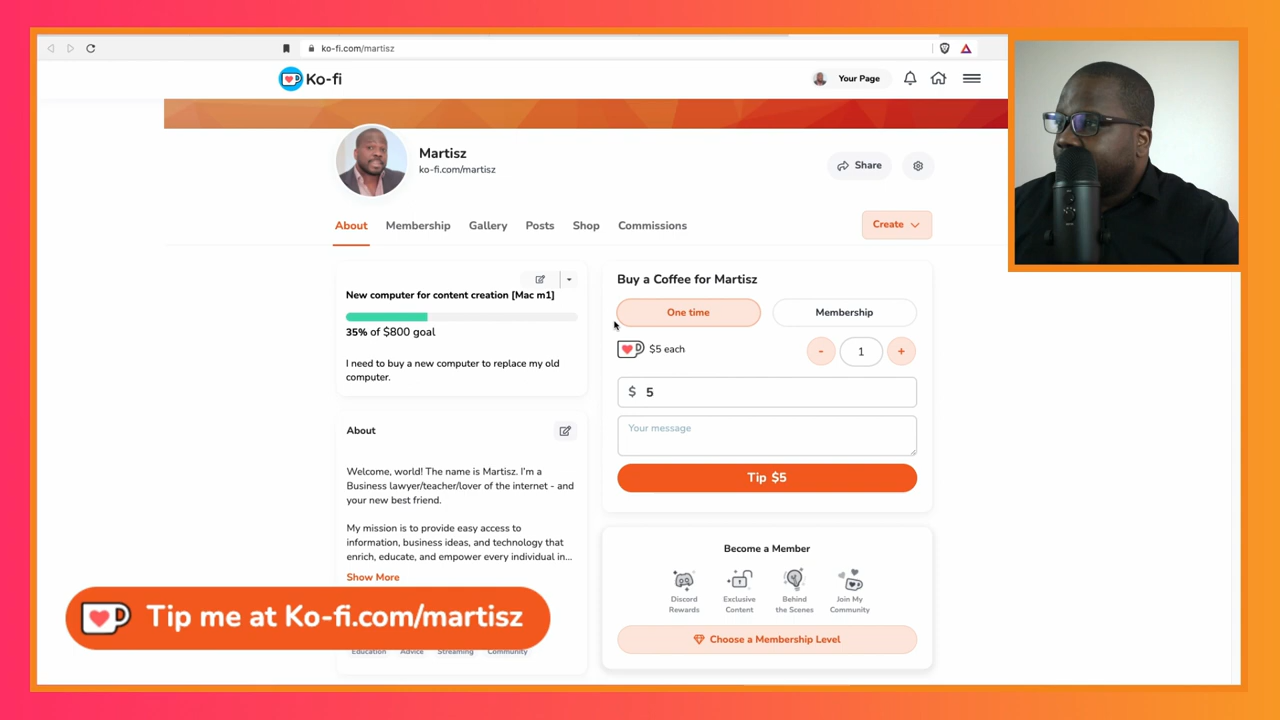 ko-fi.com/martisz
Ko-fi
Your Page
Martisz
ko-fi.com/martisz
Share
About Membership Gallery Posts Shop Commissions
Create
New computer for content creation [Mac m1]
35% of $800 goal
I need to buy a new computer to replace my old
computer.
About
Welcome, world! The name is Martisz. I'm a
Business lawyer/teacher/lover of the internet - and
your new best friend.
My mission is to provide easy access to
information, business ideas, and technology that
enrich, educate, and empower every individual in...
Show More
Education Advice Streaming Community
Buy a Coffee for Martisz
One time Membership
$5 each
- 1 +
$ 5
Your message
Tip $5
Become a Member
Discord
Rewards
Exclusive
Content
Behind
the Scenes
Join My
Community
Choose a Membership Level
Tip me at Ko-fi.com/martisz